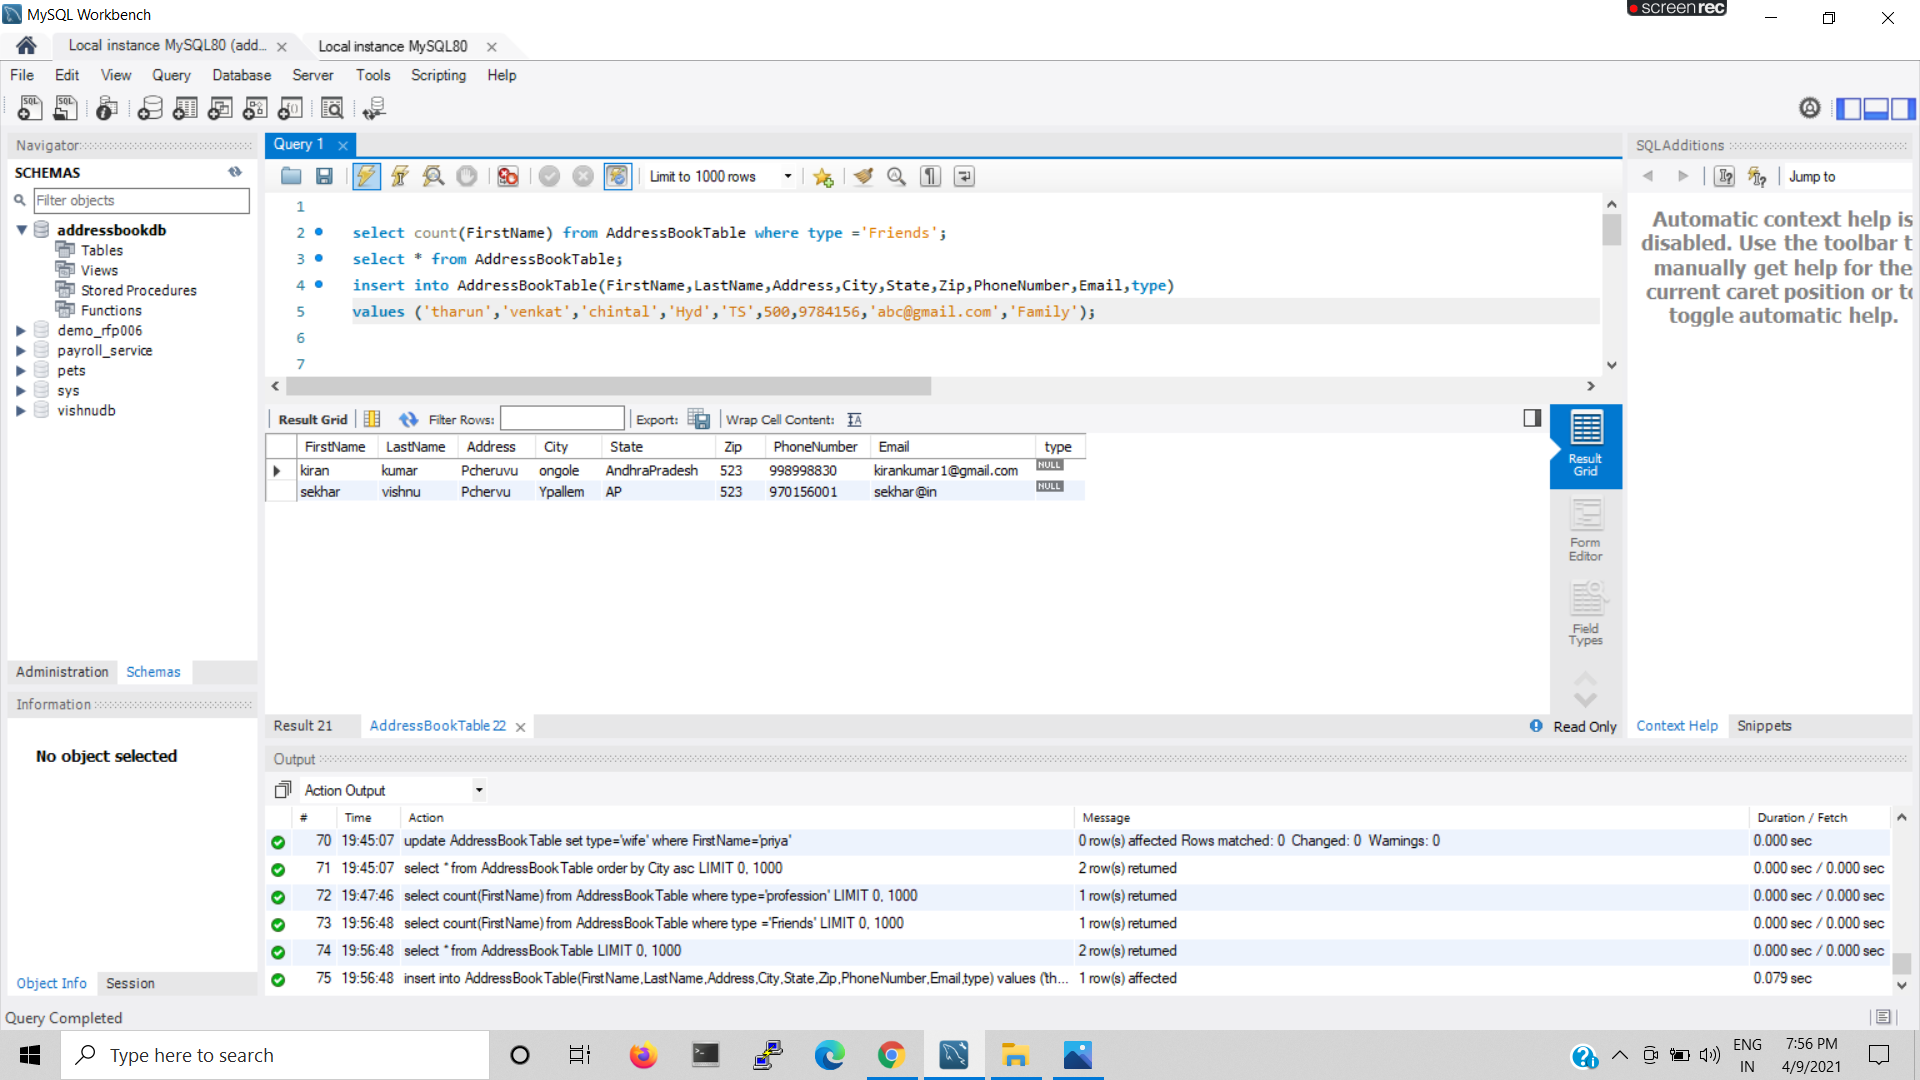 MySQL Workbench
screenrec
Local instance MySQL80 (add...
Local instance MySQL80
File Edit View Query Database Server Tools Scripting Help
Navigator
SCHEMAS
Filter objects
addressbookdb
Tables
Views
Stored Procedures
Functions
demo_rfp006
payroll_service
pets
sys
vishnudb
Administration Schemas
Information
No object selected
Object Info Session
Query 1
Limit to 1000 rows
1
2 select count(FirstName) from AddressBookTable where type ='Friends';
3 select * from AddressBookTable;
4 insert into AddressBookTable(FirstName,LastName,Address,City,State,Zip,PhoneNumber,Email,type)
5 values ('tharun','venkat','chintal','Hyd','TS',500,9784156,'abc@gmail.com','Family');
6
7
Result Grid Filter Rows: Export: Wrap Cell Content:
FirstName LastName Address City State Zip PhoneNumber Email type
kiran kumar Pcheruvu ongole AndhraPradesh 523 998998830 kirankumar1@gmail.com NULL
sekhar vishnu Pchervu Ypallem AP 523 970156001 sekhar@in NULL
Result
Grid
Form
Editor
Field
Types
Result 21 AddressBookTable 22 Read Only
SQLAdditions
Jump to
Automatic context help is
disabled. Use the toolbar t
manually get help for the
current caret position or to
toggle automatic help.
Context Help Snippets
Output
Action Output
# Time Action Message Duration / Fetch
70 19:45:07 update AddressBookTable set type='wife' where FirstName='priya' 0 row(s) affected Rows matched: 0 Changed: 0 Warnings: 0 0.000 sec
71 19:45:07 select * from AddressBookTable order by City asc LIMIT 0, 1000 2 row(s) returned 0.000 sec / 0.000 sec
72 19:47:46 select count(FirstName) from AddressBookTable where type='profession' LIMIT 0, 1000 1 row(s) returned 0.000 sec / 0.000 sec
73 19:56:48 select count(FirstName) from AddressBookTable where type ='Friends' LIMIT 0, 1000 1 row(s) returned 0.000 sec / 0.000 sec
74 19:56:48 select * from AddressBookTable LIMIT 0, 1000 2 row(s) returned 0.000 sec / 0.000 sec
75 19:56:48 insert into AddressBookTable(FirstName,LastName,Address,City,State,Zip,PhoneNumber,Email,type) values ('th... 1 row(s) affected 0.079 sec
Query Completed
Type here to search
ENG
IN
7:56 PM
4/9/2021